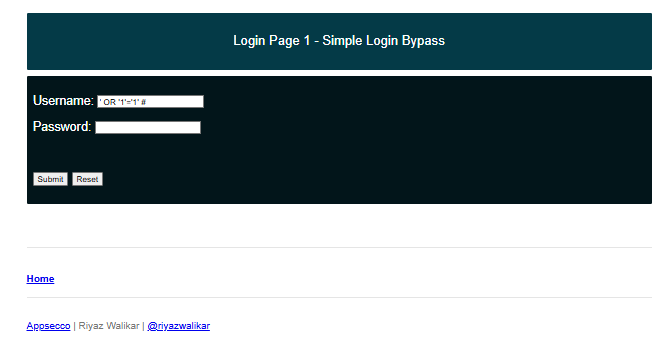 Login Page 1 - Simple Login Bypass
Username: ' OR '1'='1' #
Password:
Submit Reset
Home
Appsecco | Riyaz Walikar | @riyazwalikar